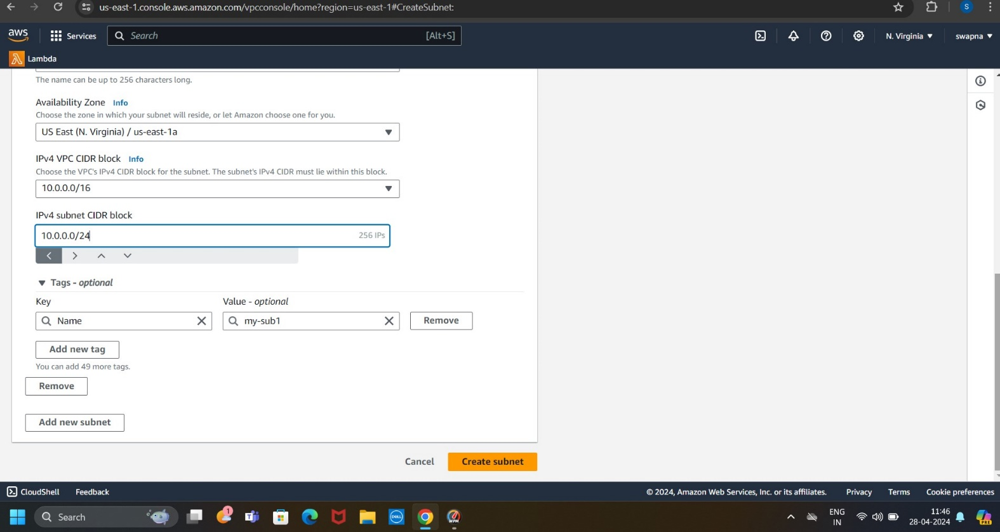 us-east-1.console.aws.amazon.com/vpcconsole/home?region=us-east-1#CreateSubnet:
S
aws
Services
Search
[Alt+S]
N. Virginia
swapna
Lambda
The name can be up to 256 characters long.
Availability Zone Info
Choose the zone in which your subnet will reside, or let Amazon choose one for you.
US East (N. Virginia) / us-east-1a
IPv4 VPC CIDR block Info
Choose the VPC's IPv4 CIDR block for the subnet. The subnet's IPv4 CIDR must lie within this block.
10.0.0.0/16
IPv4 subnet CIDR block
10.0.0.0/24
256 IPs
Tags - optional
Key
Value - optional
Name
my-sub1
Remove
Add new tag
You can add 49 more tags.
Remove
Add new subnet
Cancel
Create subnet
CloudShell
Feedback
© 2024, Amazon Web Services, Inc. or its affiliates.
Privacy
Terms
Cookie preferences
Search
1
DELL
WPM
ENG
IN
11:46
28-04-2024
PRE